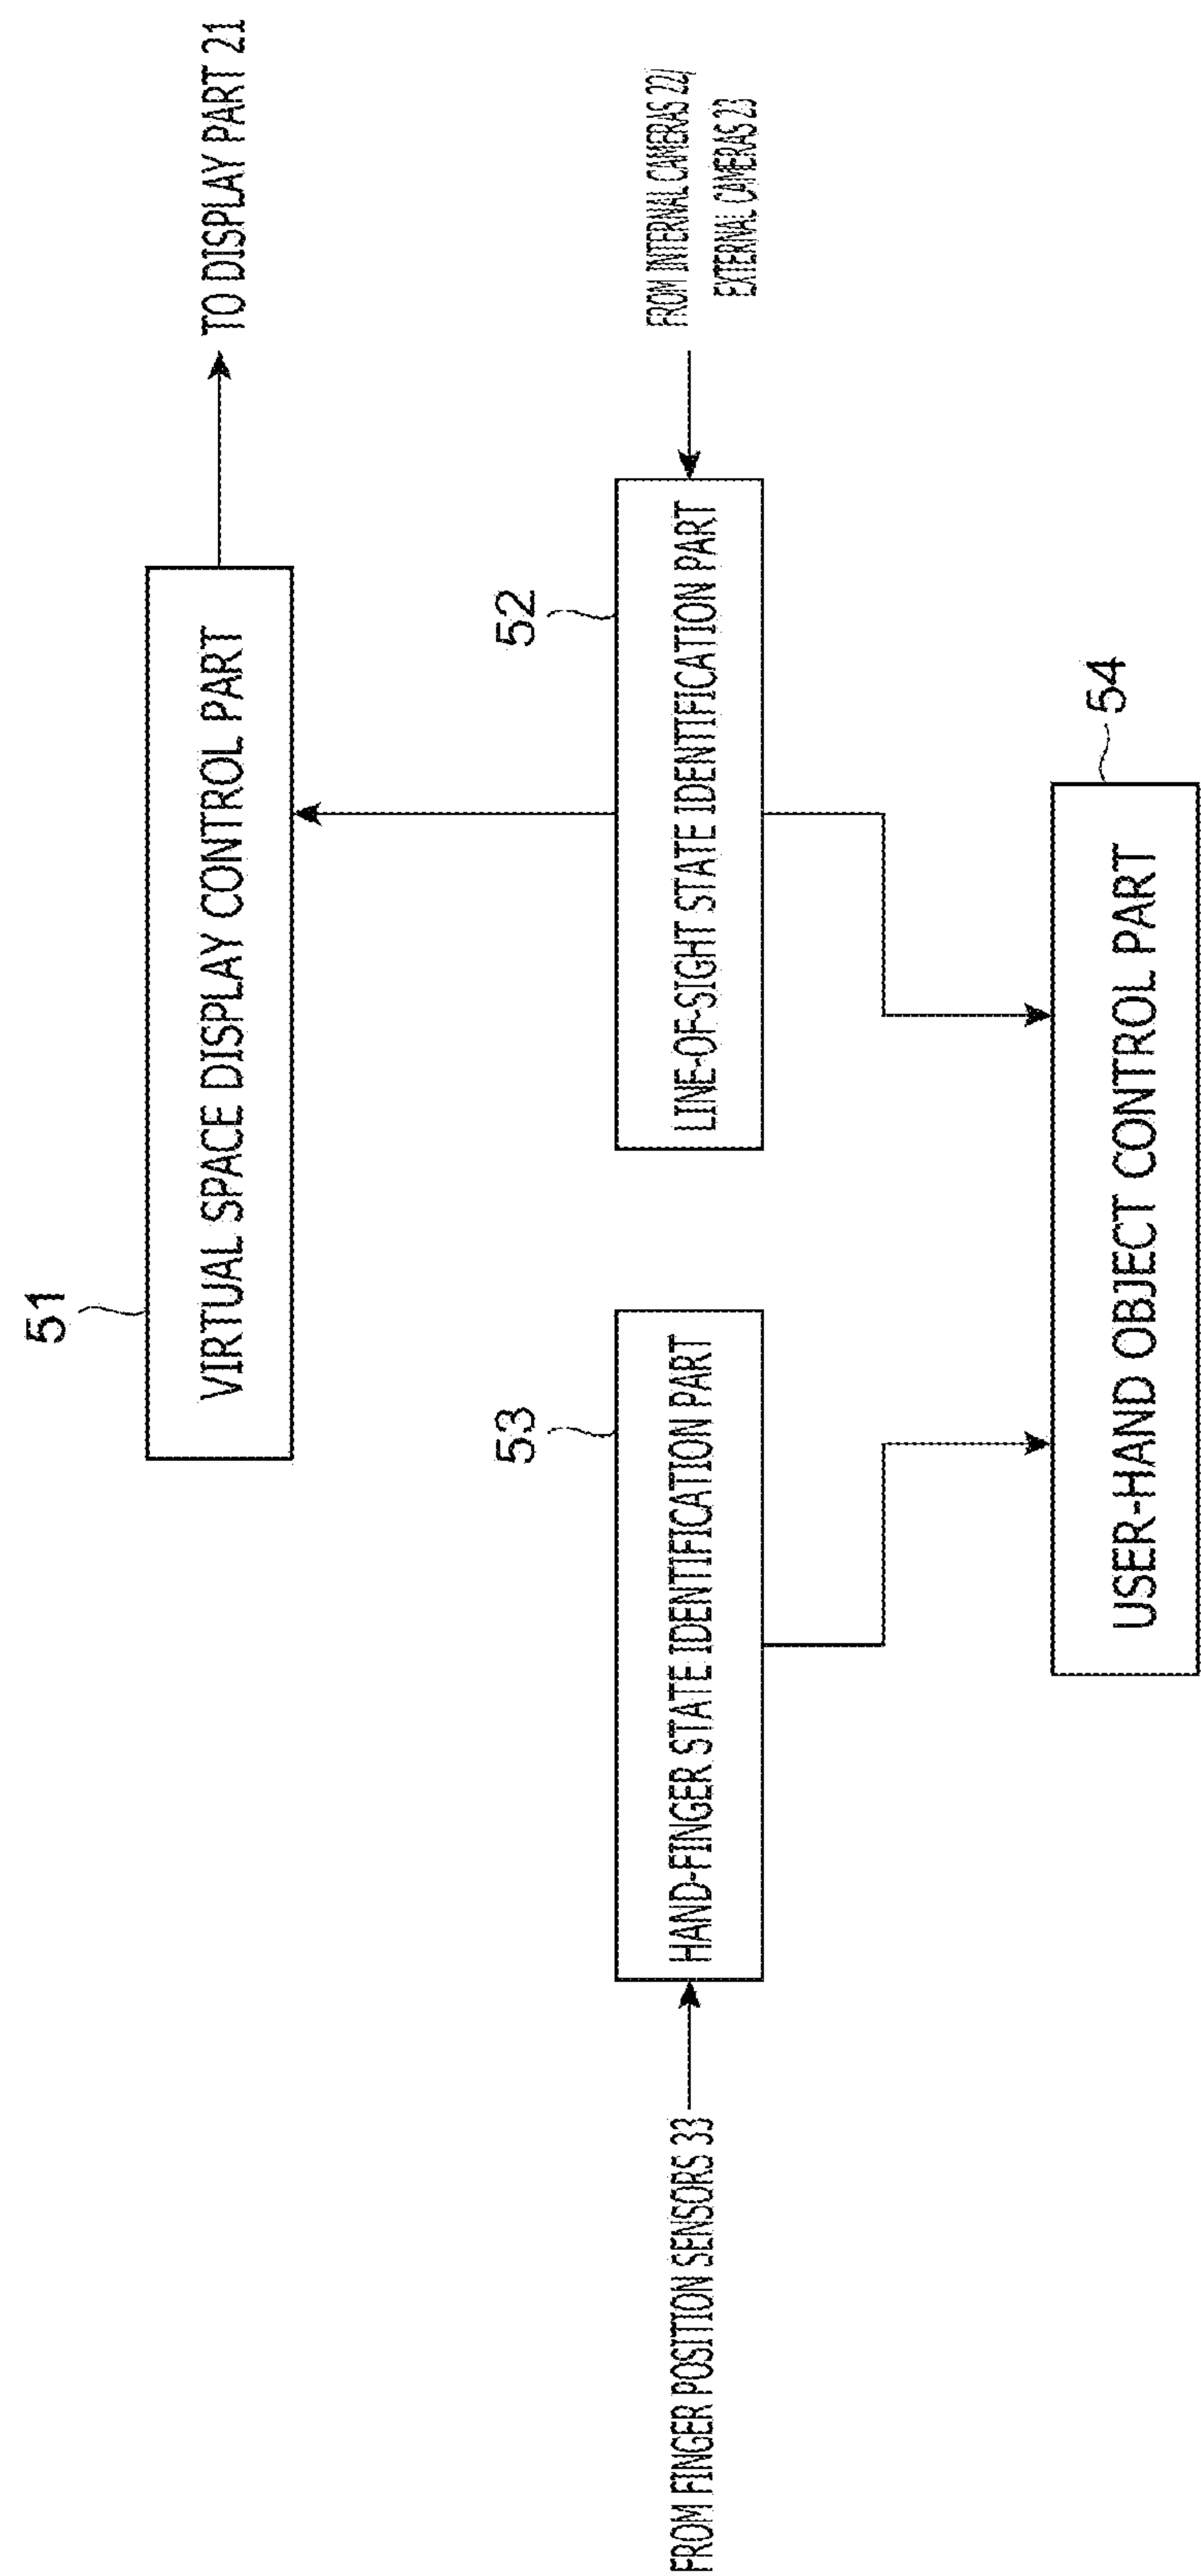 51
VIRTUAL SPACE DISPLAY CONTROL PART
TO DISPLAY PART 21
53
52
FROM FINGER POSITION SENSORS 33
HAND-FINGER STATE IDENTIFICATION PART
LINE-OF-SIGHT STATE IDENTIFICATION PART
FROM INTERNAL CAMERAS 22/
EXTERNAL CAMERAS 23
54
USER-HAND OBJECT CONTROL PART